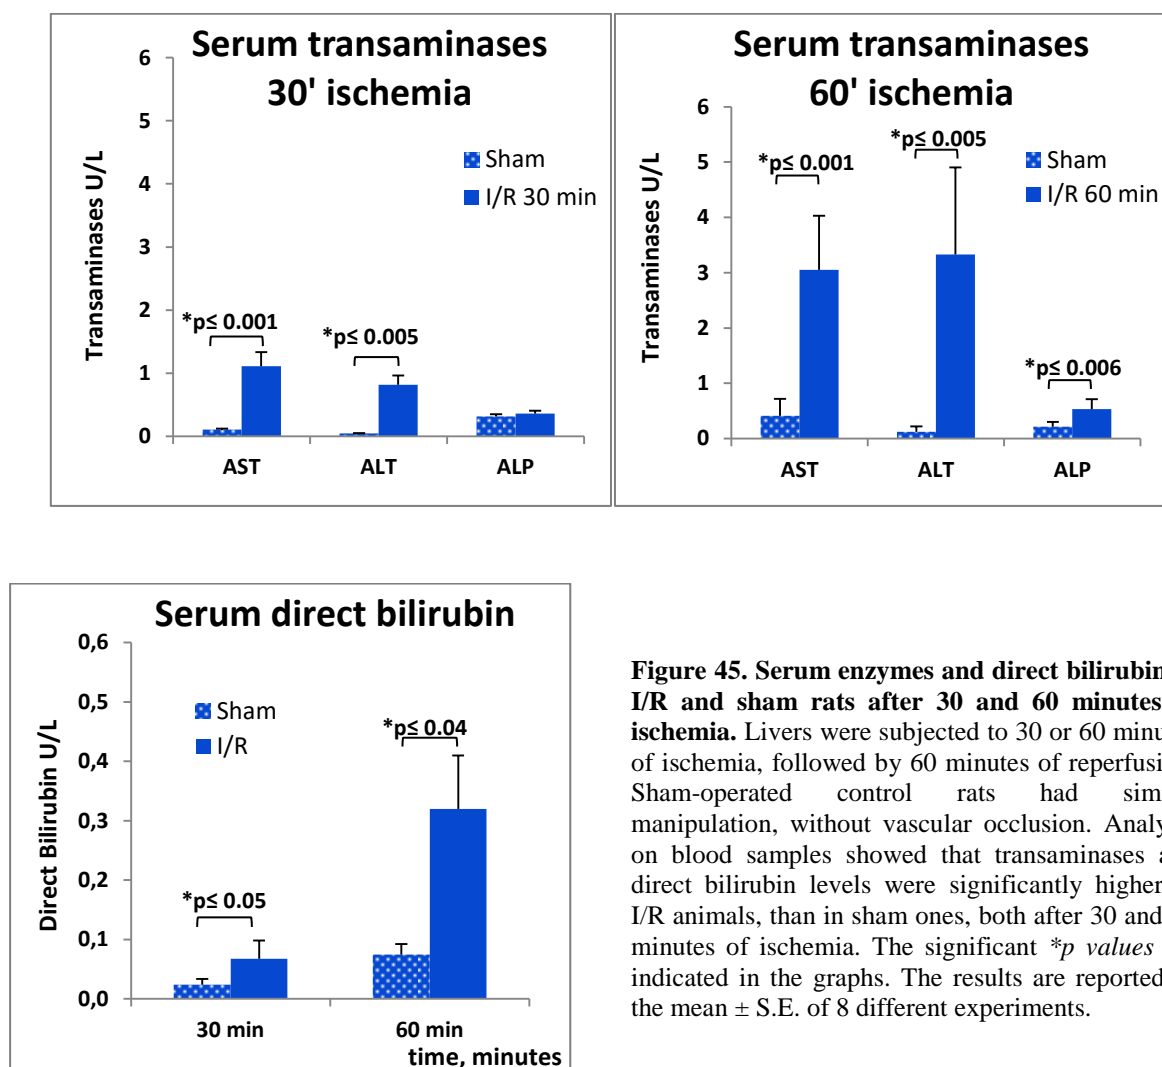 Serum transaminases
30' ischemia
6
5
4
3
2
1
0
Transaminases U/L
Sham
I/R 30 min
*p≤ 0.001
*p≤ 0.005
AST ALT ALP
Serum transaminases
60' ischemia
6
5
4
3
2
1
0
Transaminases U/L
Sham
I/R 60 min
*p≤ 0.001
*p≤ 0.005
*p≤ 0.006
AST ALT ALP
Serum direct bilirubin
0,6
0,5
0,4
0,3
0,2
0,1
0,0
Direct Bilirubin U/L
Sham
I/R
*p≤ 0.05
*p≤ 0.04
30 min 60 min
time, minutes
Figure 45. Serum enzymes and direct bilirubin
I/R and sham rats after 30 and 60 minutes
ischemia. Livers were subjected to 30 or 60 minu
of ischemia, followed by 60 minutes of reperfusi
Sham-operated control rats had sim
manipulation, without vascular occlusion. Analy
on blood samples showed that transaminases a
direct bilirubin levels were significantly higher
I/R animals, than in sham ones, both after 30 and
minutes of ischemia. The significant *p values
indicated in the graphs. The results are reported
the mean ± S.E. of 8 different experiments.